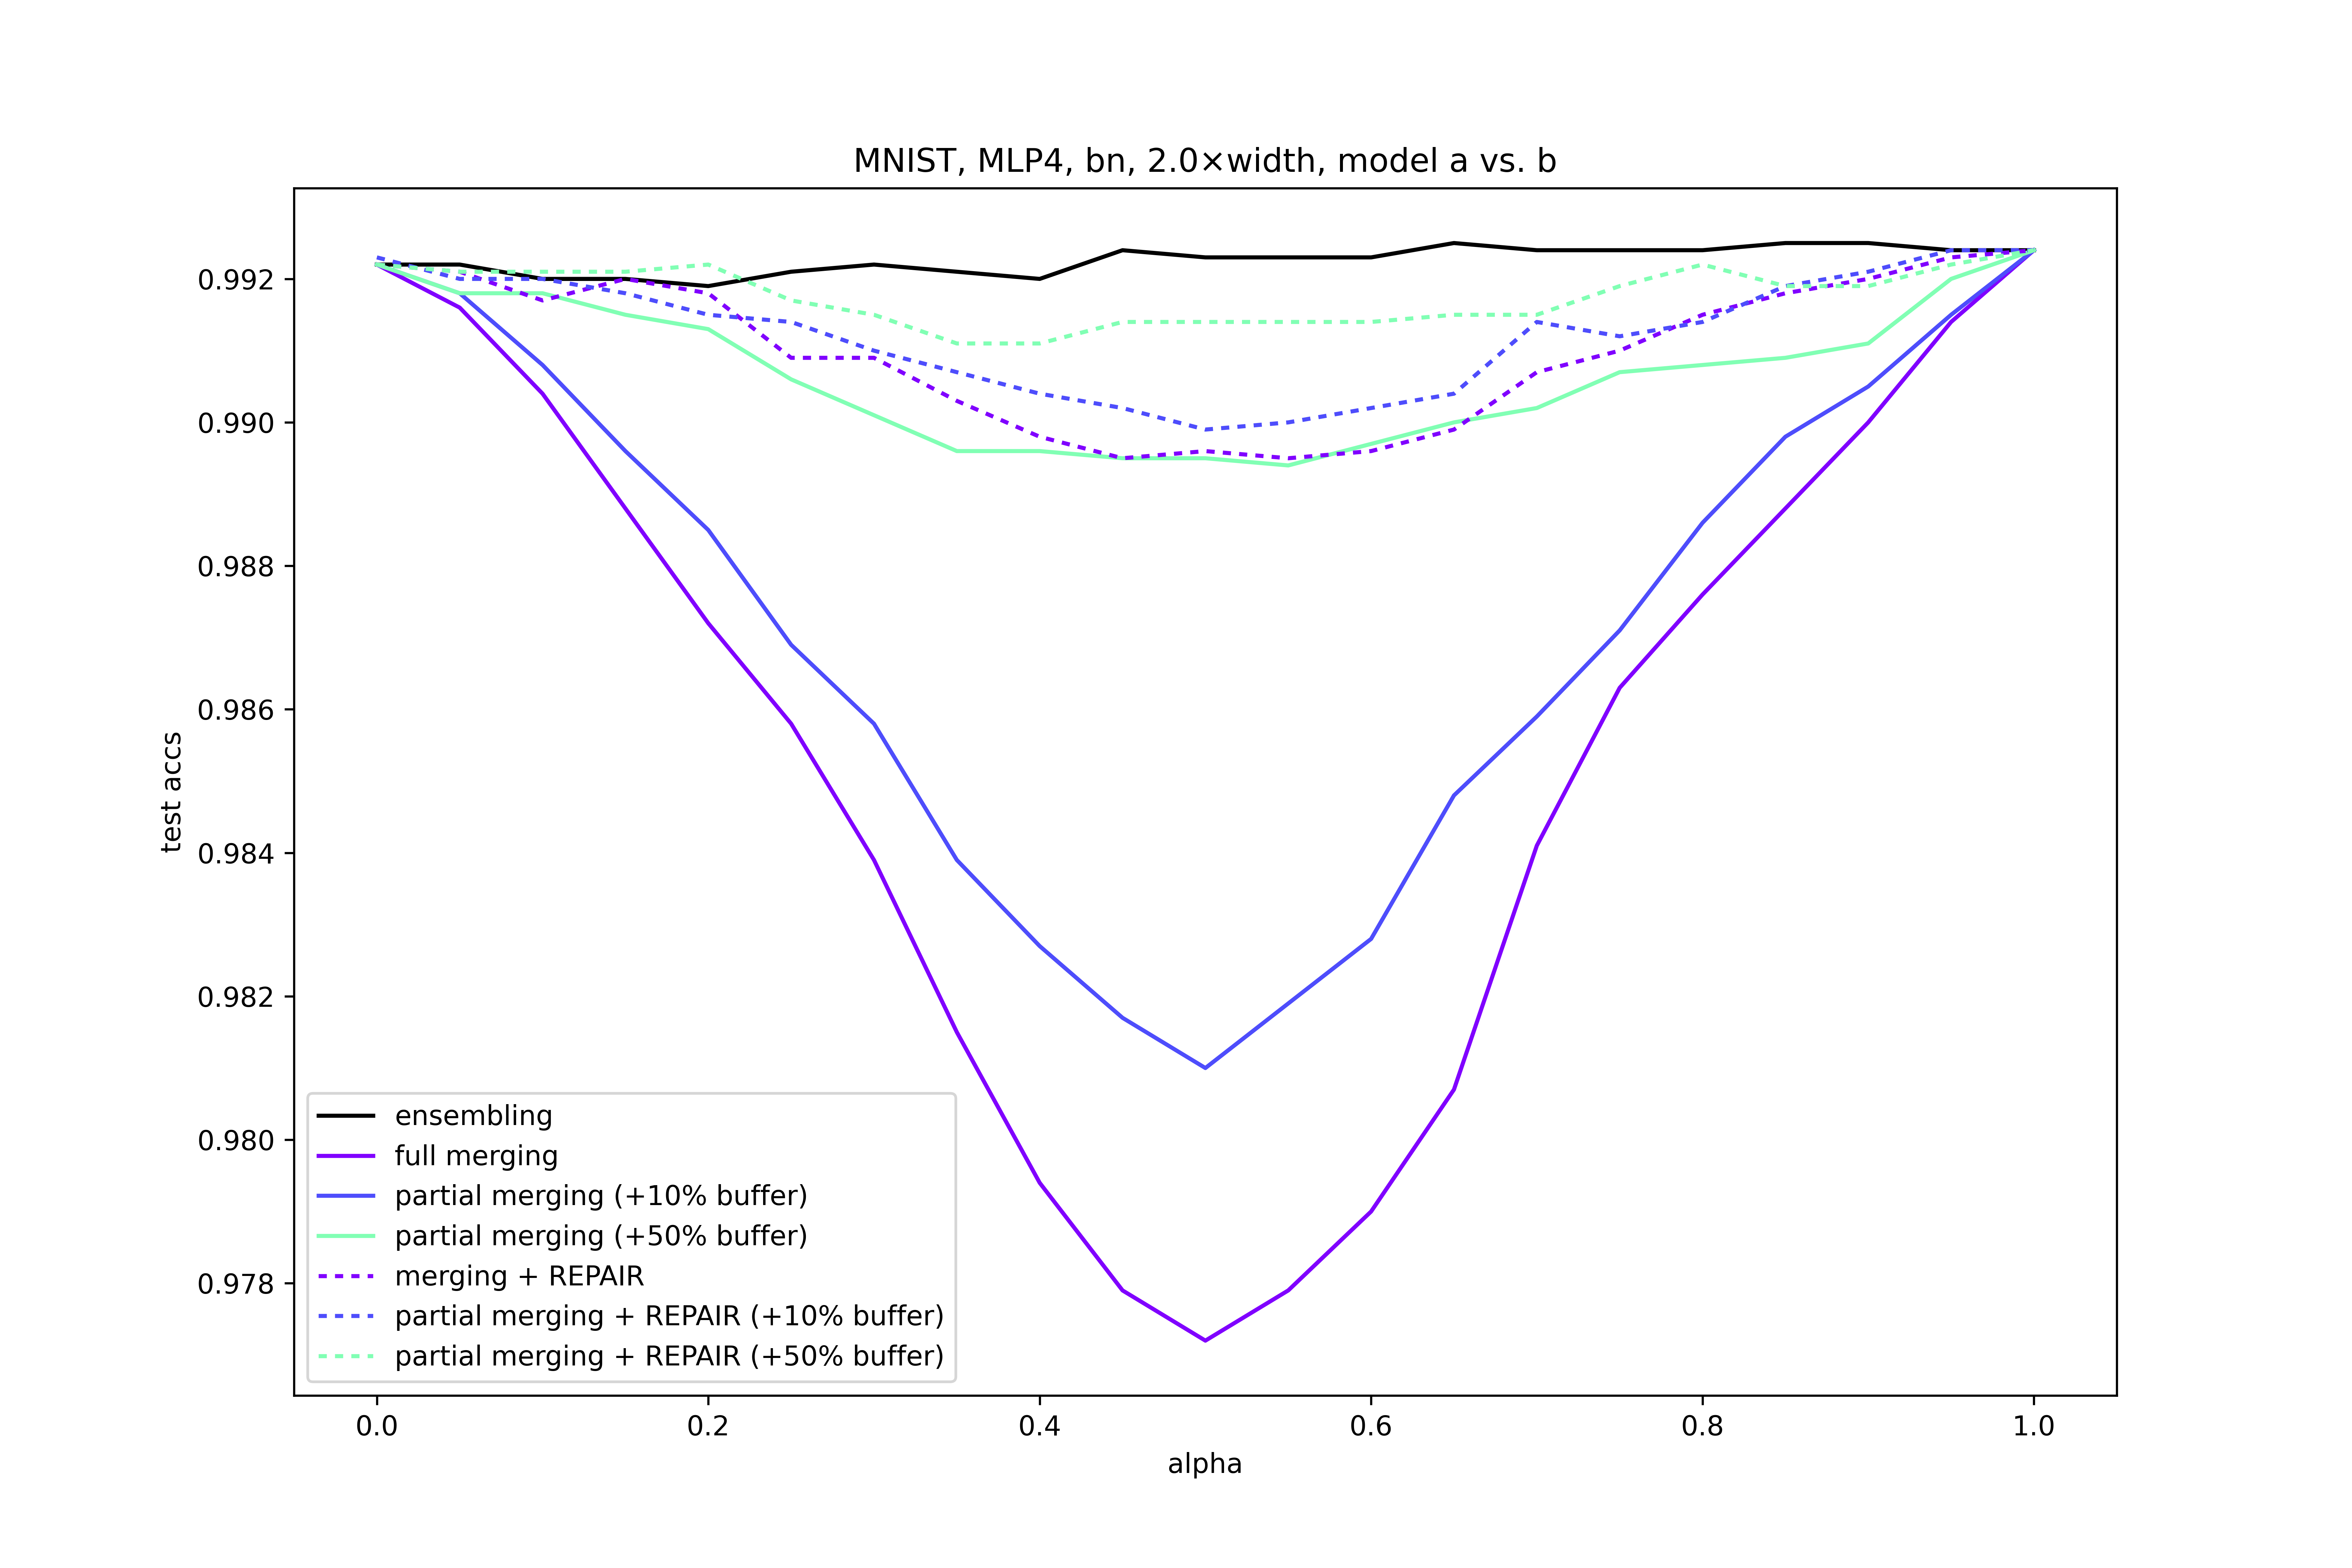 MNIST, MLP4, bn, 2.0×width, model a vs. b
0.992
0.990
0.988
0.986
0.984
0.982
0.980
0.978
test accs
ensembling
full merging
partial merging (+10% buffer)
partial merging (+50% buffer)
merging + REPAIR
partial merging + REPAIR (+10% buffer)
partial merging + REPAIR (+50% buffer)
0.0 0.2 0.4 0.6 0.8 1.0
alpha